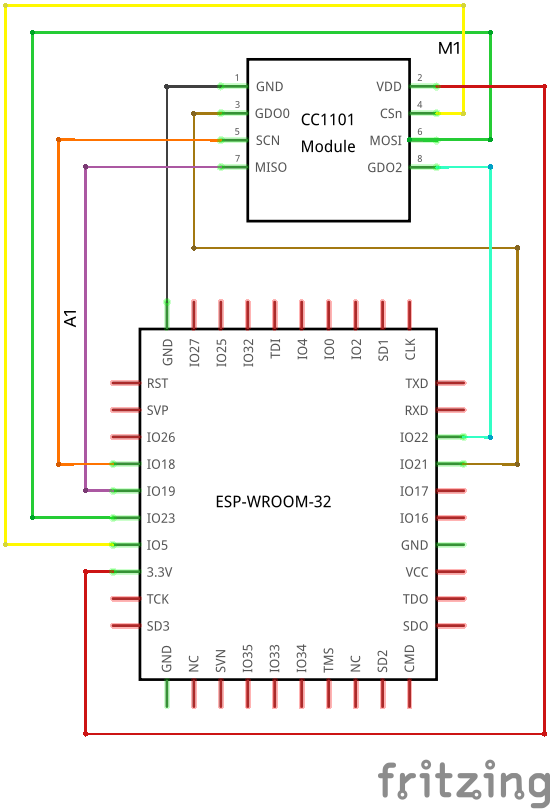 M1
1 GND VDD 2
3 GDO0 CSn 4
CC1101
5 SCN MOSI 6
Module
7 MISO GDO2 8
A1
GND IO27 IO25 IO32 TDI IO4 IO0 IO2 SD1 CLK
RST TXD
SVP RXD
IO26 IO22
IO18 IO21
IO19 IO17
ESP-WROOM-32
IO23 IO16
IO5 GND
3.3V VCC
TCK TDO
SD3 SDO
GND NC SVN IO35 IO33 IO34 TMS NC SD2 CMD
fritzing